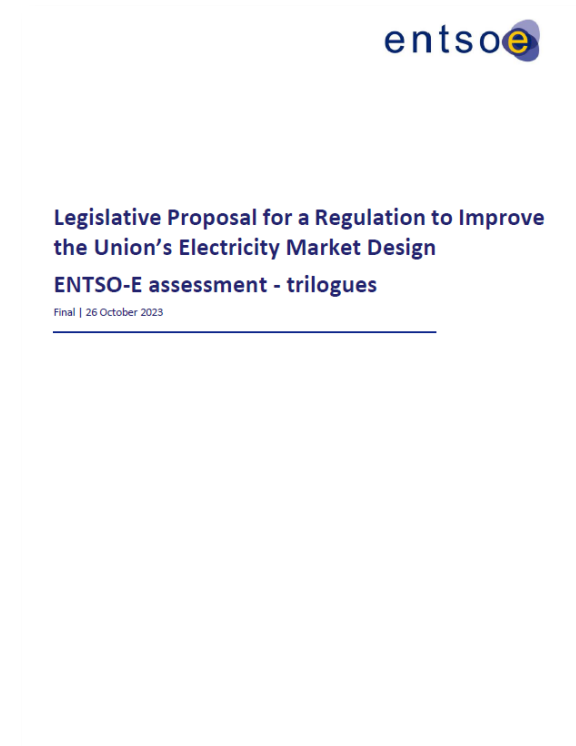 entsoe
Legislative Proposal for a Regulation to Improve
the Union’s Electricity Market Design
ENTSO-E assessment - trilogues
Final | 26 October 2023